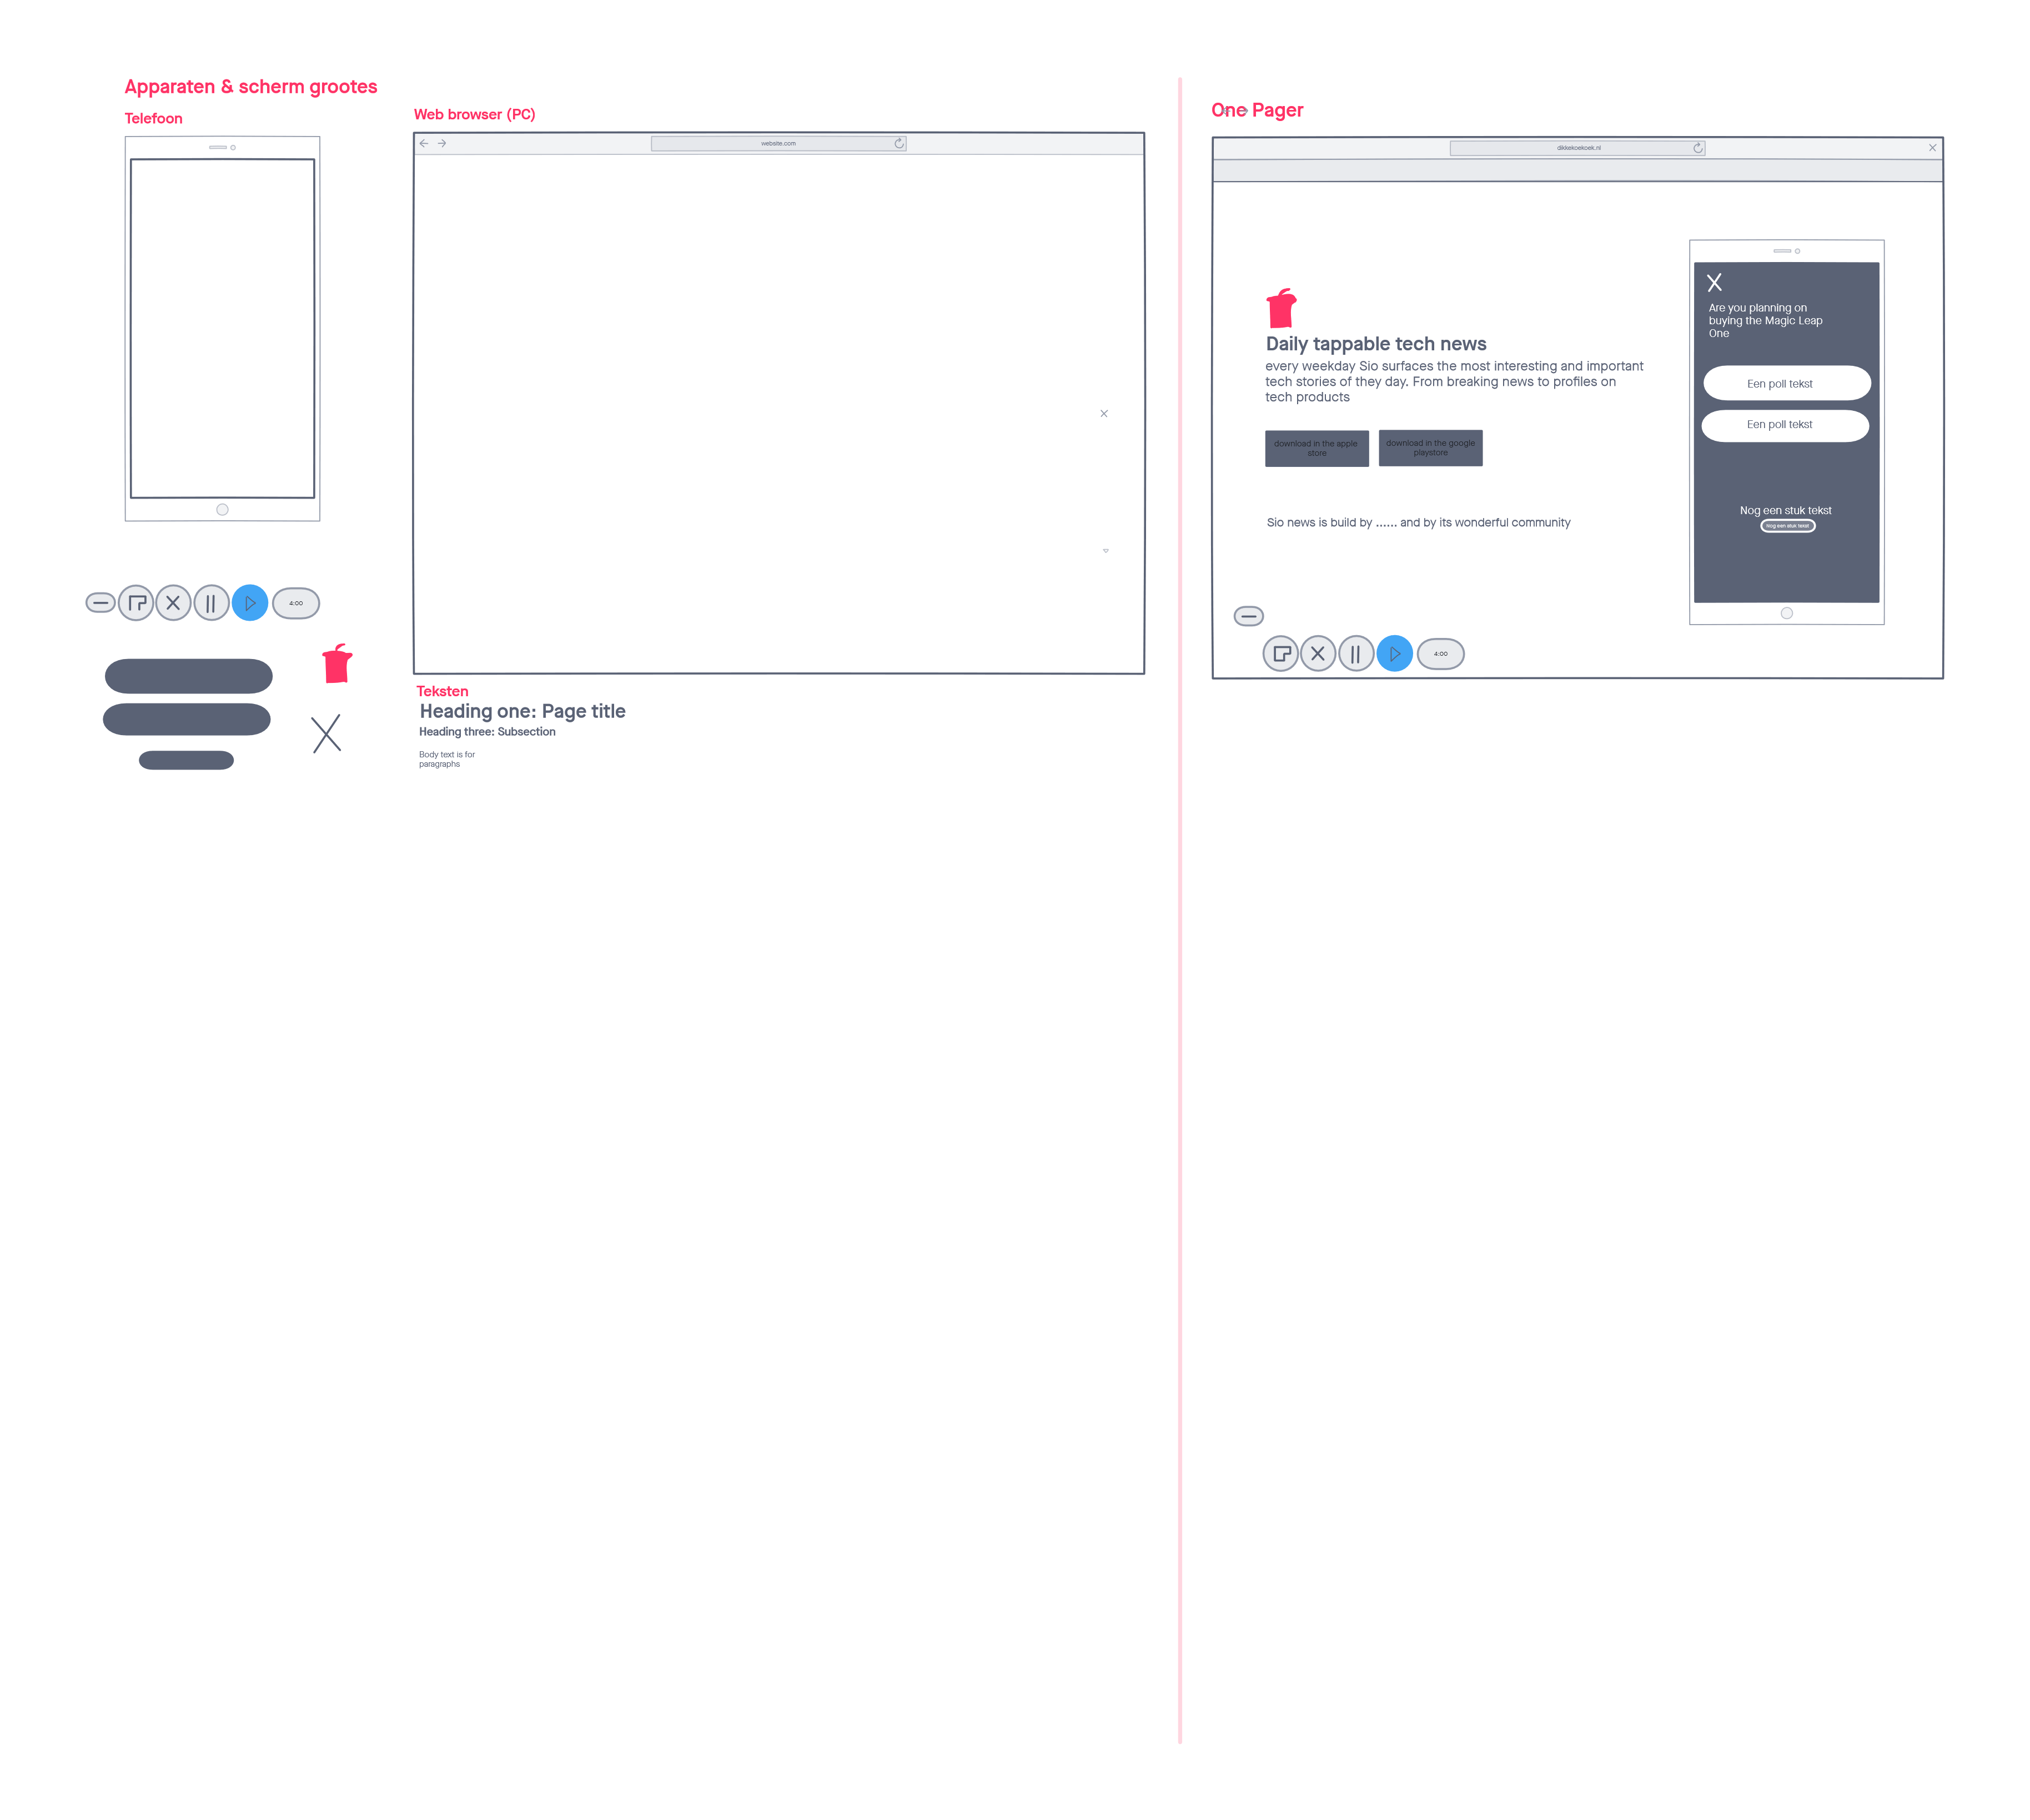 Apparaten & scherm grootes
Telefoon
Web browser (PC)
website.com
4:00
Teksten
Heading one: Page title
Heading three: Subsection
Body text is for
paragraphs
One Pager
dikkekoekoek.nl
Daily tappable tech news
every weekday Sio surfaces the most interesting and important
tech stories of they day. From breaking news to profiles on
tech products
download in the apple
store
download in the google
playstore
Sio news is build by ...... and by its wonderful community
4:00
Are you planning on
buying the Magic Leap
One
Een poll tekst
Een poll tekst
Nog een stuk tekst
nog een stuk tekst